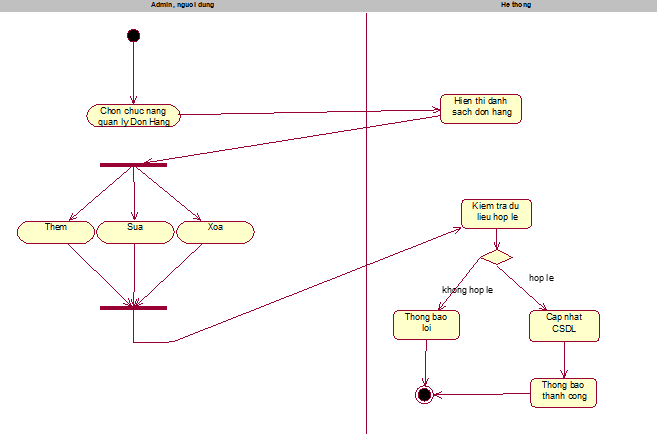 Admin, nguoi dung
He thong
Chon chuc nang
quan ly Don Hang
Hien thi danh
sach don hang
Them
Sua
Xoa
Kiem tra du
lieu hop le
khong hop le
hop le
Thong bao
loi
Cap nhat
CSDL
Thong bao
thanh cong